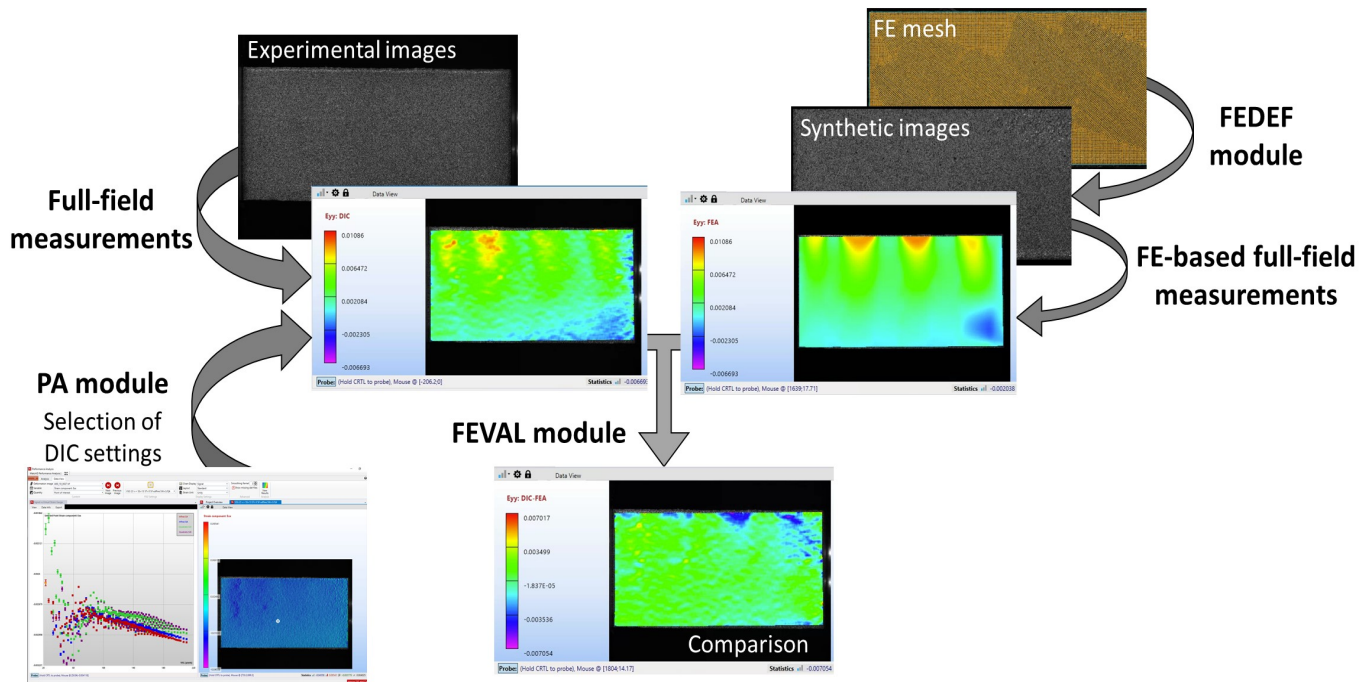 Experimental images
FE mesh
Synthetic images
FEDEF
module
Full-field
measurements
Data View
Eyy: DIC
0.01086
0.006472
0.002084
-0.002305
-0.006693
Probe: (Hold CRTL to probe), Mouse @ [-206.2;0]
Statistics -0.006693
Data View
Eyy: FEA
0.01086
0.006472
0.002084
-0.002305
-0.006693
Probe: (Hold CRTL to probe), Mouse @ [1639;17.71]
Statistics -0.002038
FE-based full-field
measurements
PA module
Selection of
DIC settings
FEVAL module
Data View
Eyy: DIC-FEA
0.007017
0.003499
-1.837E-05
-0.003536
-0.007054
Comparison
Probe: (Hold CRTL to probe), Mouse @ [1804;14.17]
Statistics -0.007054